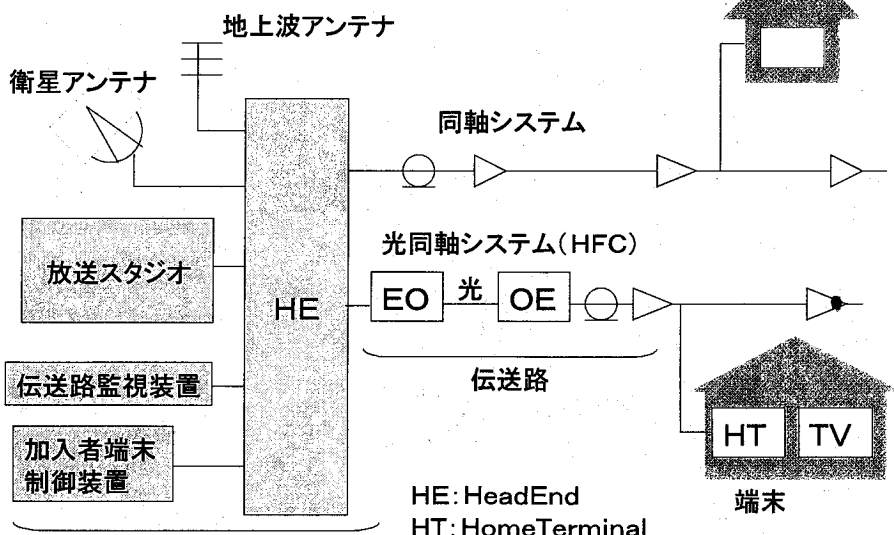 地上波アンテナ
衛星アンテナ
同軸システム
放送スタジオ
HE
光同軸システム(HFC)
EO
光
OE
伝送路
伝送路監視装置
加入者端末
制御装置
HT
TV
端末
HE:HeadEnd
HT:HomeTerminal